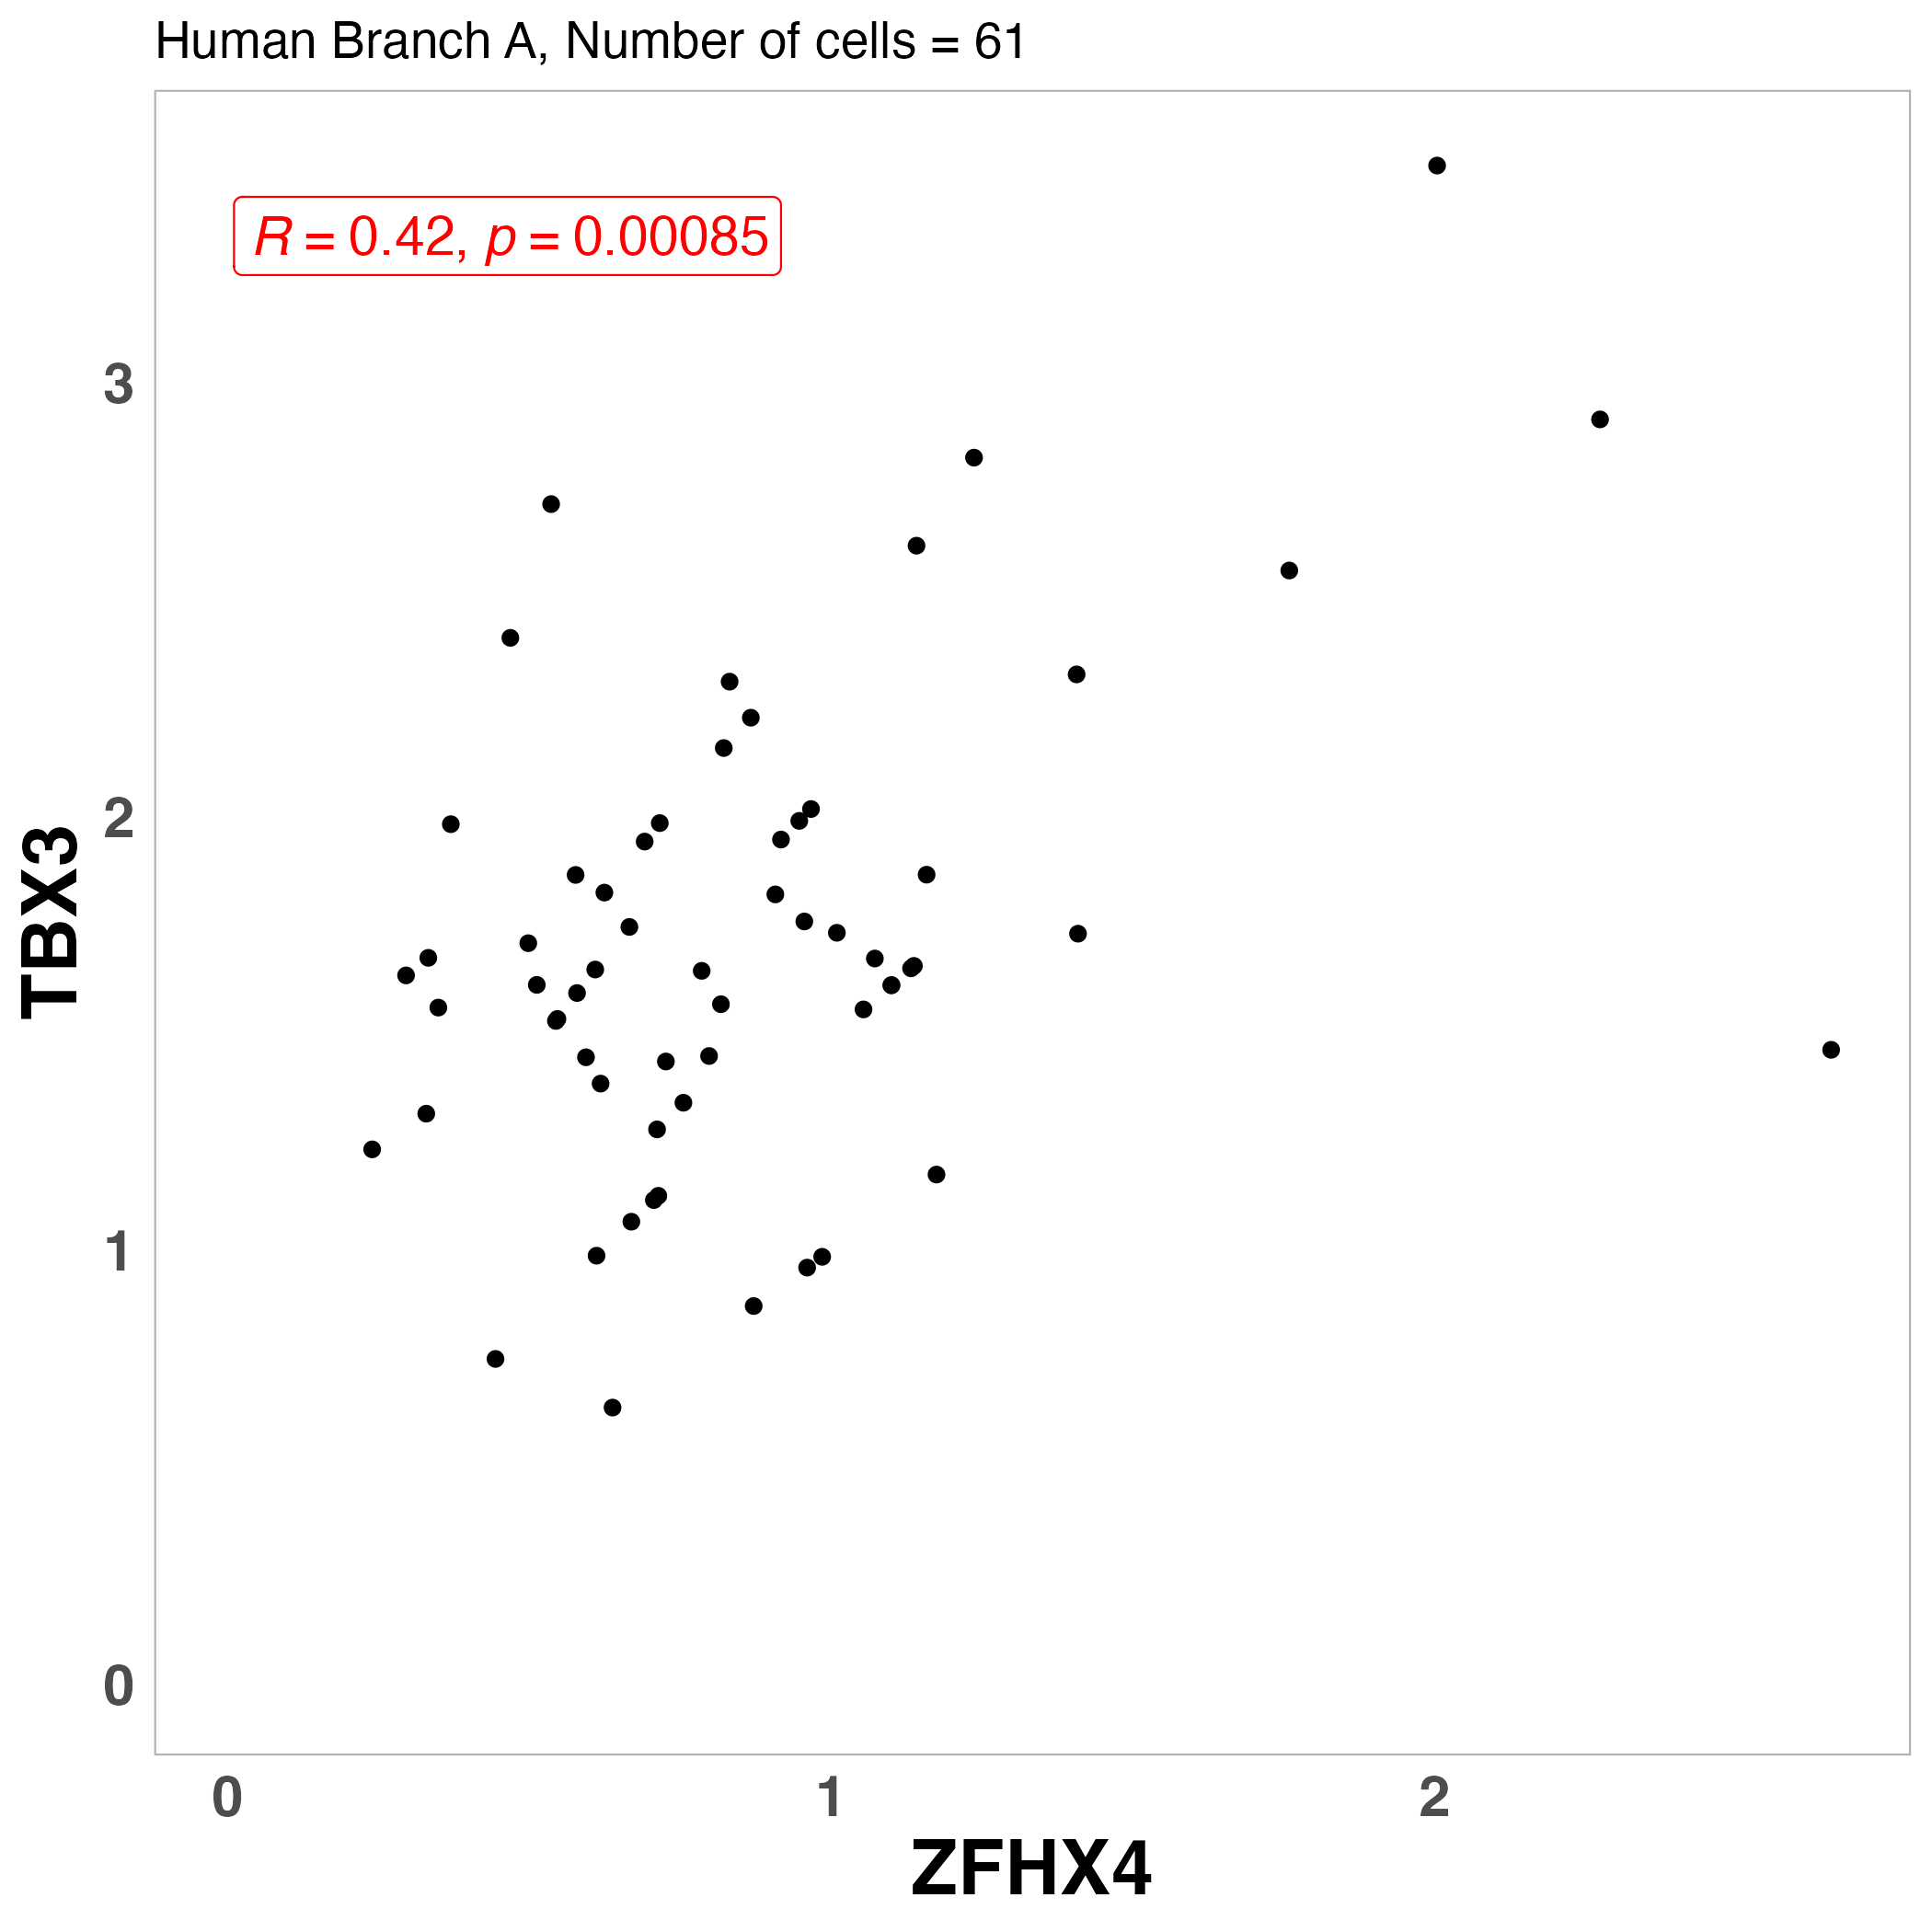 Human Branch A, Number of cells = 61
R = 0.42, p = 0.00085
3
2
1
0
TBX3
0
1
2
ZFHX4